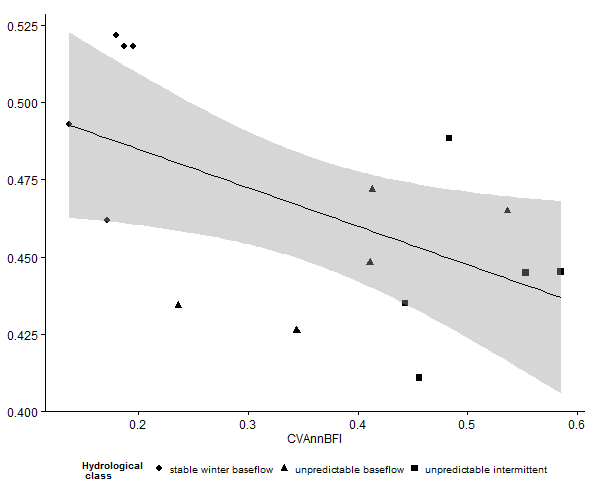 0.525
0.500
0.475
0.450
0.425
0.400
0.2 0.3 0.4 0.5 0.6
CVAnnBFI
Hydrological
class
stable winter baseflow unpredictable baseflow unpredictable intermittent